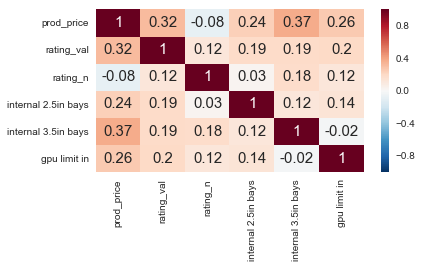 prod_price 1 0.32 -0.08 0.24 0.37 0.26
rating_val 0.32 1 0.12 0.19 0.19 0.2
rating_n -0.08 0.12 1 0.03 0.18 0.12
internal 2.5in bays 0.24 0.19 0.03 1 0.12 0.14
internal 3.5in bays 0.37 0.19 0.18 0.12 1 -0.02
gpu limit in 0.26 0.2 0.12 0.14 -0.02 1
prod_price
rating_val
rating_n
internal 2.5in bays
internal 3.5in bays
gpu limit in
0.8
0.4
0.0
−0.4
−0.8